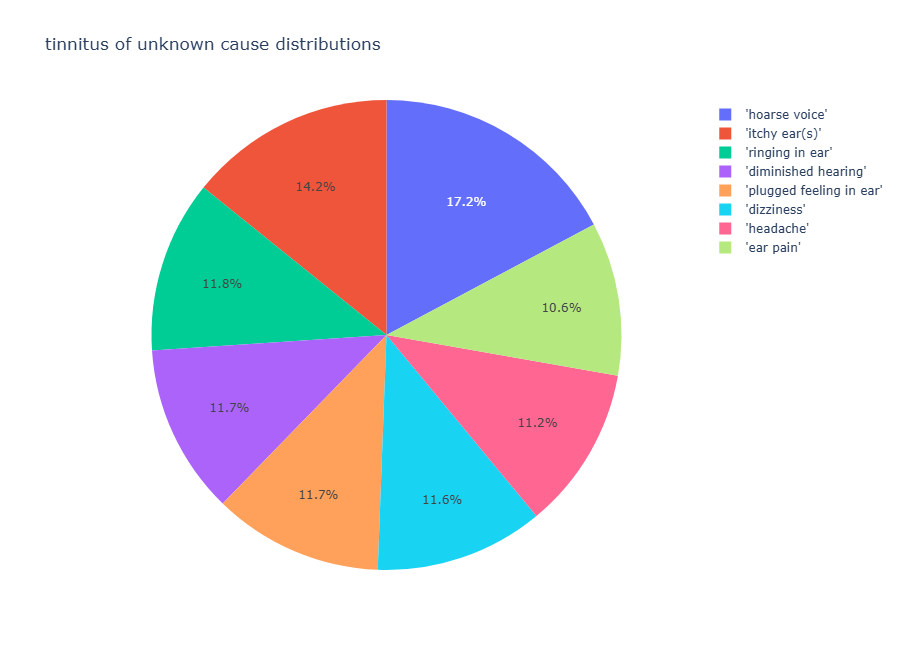 tinnitus of unknown cause distributions
17.2%
14.2%
11.8%
11.7%
11.7%
11.6%
11.2%
10.6%
'hoarse voice'
'itchy ear(s)'
'ringing in ear'
'diminished hearing'
'plugged feeling in ear'
'dizziness'
'headache'
'ear pain'